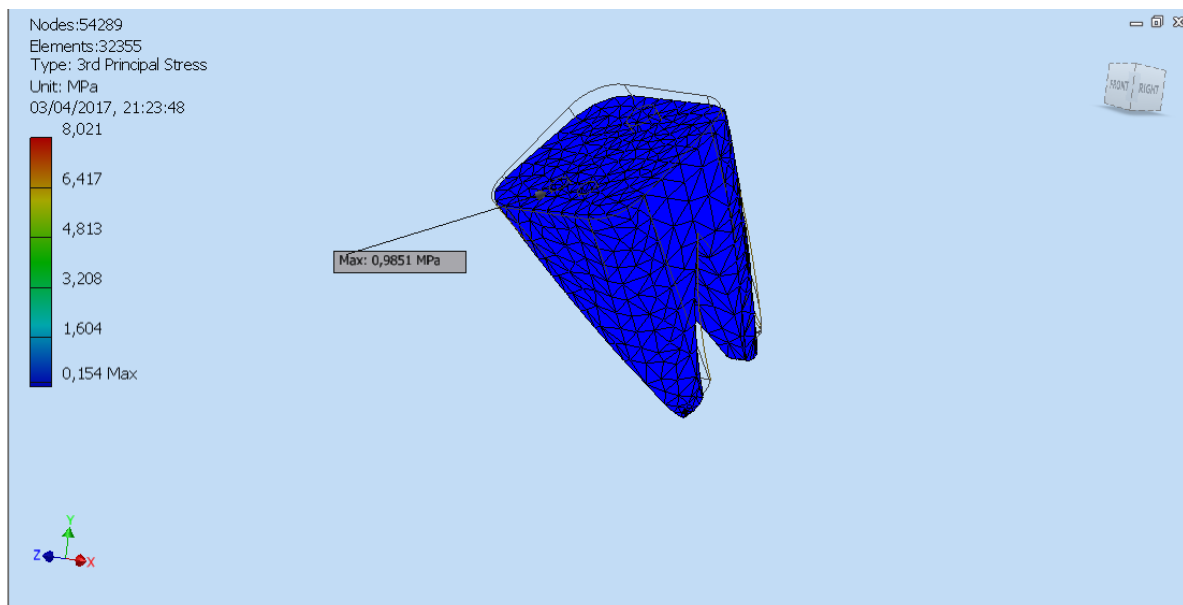 Nodes:54289
Elements:32355
Type: 3rd Principal Stress
Unit: MPa
03/04/2017, 21:23:48
8,021
6,417
4,813
3,208
1,604
0,154 Max
Max: 0,9851 MPa
FRONT
RIGHT
Y
Z
X